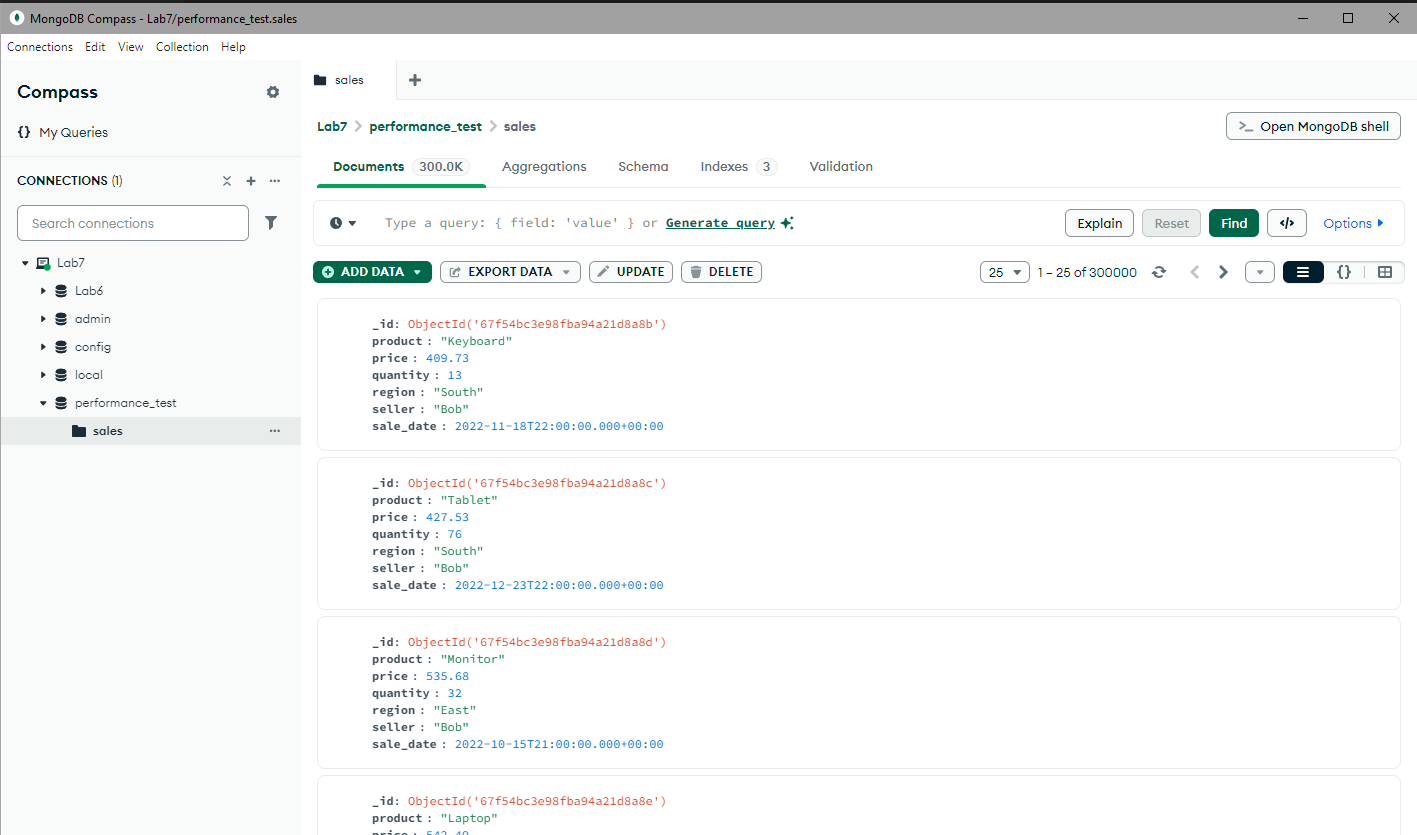 MongoDB Compass - Lab7/performance_test.sales
Connections Edit View Collection Help
Compass
My Queries
CONNECTIONS (1)
Search connections
Lab7
Lab6
admin
config
local
performance_test
sales
sales
Lab7 > performance_test > sales
>_ Open MongoDB shell
Documents 300.0K Aggregations Schema Indexes 3 Validation
Type a query: { field: 'value' } or Generate query
Explain Reset Find </> Options
ADD DATA EXPORT DATA UPDATE DELETE
25 1 – 25 of 300000 {}
_id: ObjectId('67f54bc3e98fba94a21d8a8b')
product : "Keyboard"
price : 409.73
quantity : 13
region : "South"
seller : "Bob"
sale_date : 2022-11-18T22:00:00.000+00:00
_id: ObjectId('67f54bc3e98fba94a21d8a8c')
product : "Tablet"
price : 427.53
quantity : 76
region : "South"
seller : "Bob"
sale_date : 2022-12-23T22:00:00.000+00:00
_id: ObjectId('67f54bc3e98fba94a21d8a8d')
product : "Monitor"
price : 535.68
quantity : 32
region : "East"
seller : "Bob"
sale_date : 2022-10-15T21:00:00.000+00:00
_id: ObjectId('67f54bc3e98fba94a21d8a8e')
product : "Laptop"